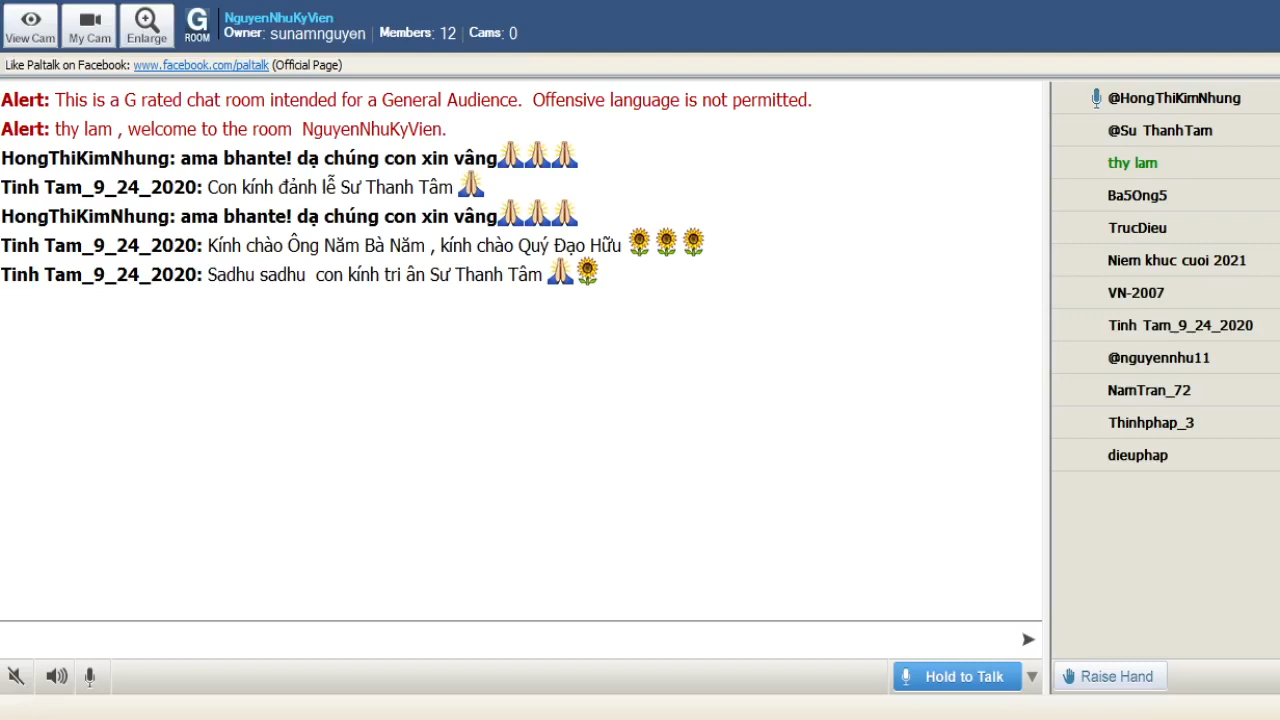 View Cam
My Cam
Enlarge
G
ROOM
NguyenNhuKyVien
Owner: sunamnguyen Members: 12 Cams: 0
Like Paltalk on Facebook: www.facebook.com/paltalk (Official Page)
Alert: This is a G rated chat room intended for a General Audience. Offensive language is not permitted.
Alert: thy lam , welcome to the room NguyenNhuKyVien.
HongThiKimNhung: ama bhante! dạ chúng con xin vâng
Tinh Tam_9_24_2020: Con kính đảnh lễ Sư Thanh Tâm
HongThiKimNhung: ama bhante! dạ chúng con xin vâng
Tinh Tam_9_24_2020: Kính chào Ông Năm Bà Năm , kính chào Quý Đạo Hữu
Tinh Tam_9_24_2020: Sadhu sadhu con kính tri ân Sư Thanh Tâm
@HongThiKimNhung
@Su ThanhTam
thy lam
Ba5Ong5
TrucDieu
Niem khuc cuoi 2021
VN-2007
Tinh Tam_9_24_2020
@nguyennhu11
NamTran_72
Thinhphap_3
dieuphap
Hold to Talk
Raise Hand